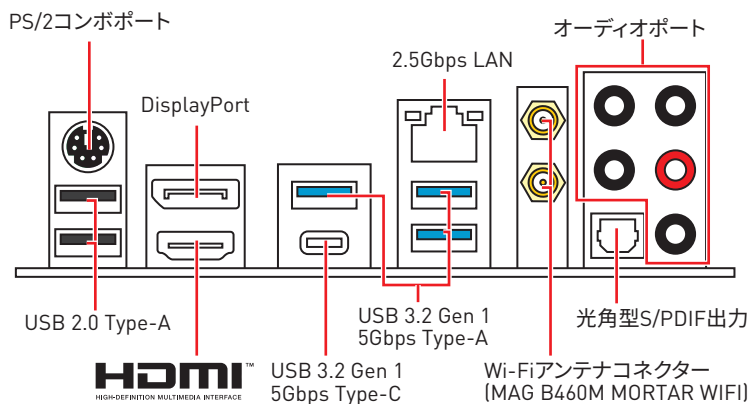 PS/2コンボポート
オーディオポート
2.5Gbps LAN
DisplayPort
USB 2.0 Type-A
USB 3.2 Gen 1
5Gbps Type-A
光角型S/PDIF出力
HDMI™
HIGH-DEFINITION MULTIMEDIA INTERFACE
USB 3.2 Gen 1
5Gbps Type-C
Wi-Fiアンテナコネクター
(MAG B460M MORTAR WIFI)